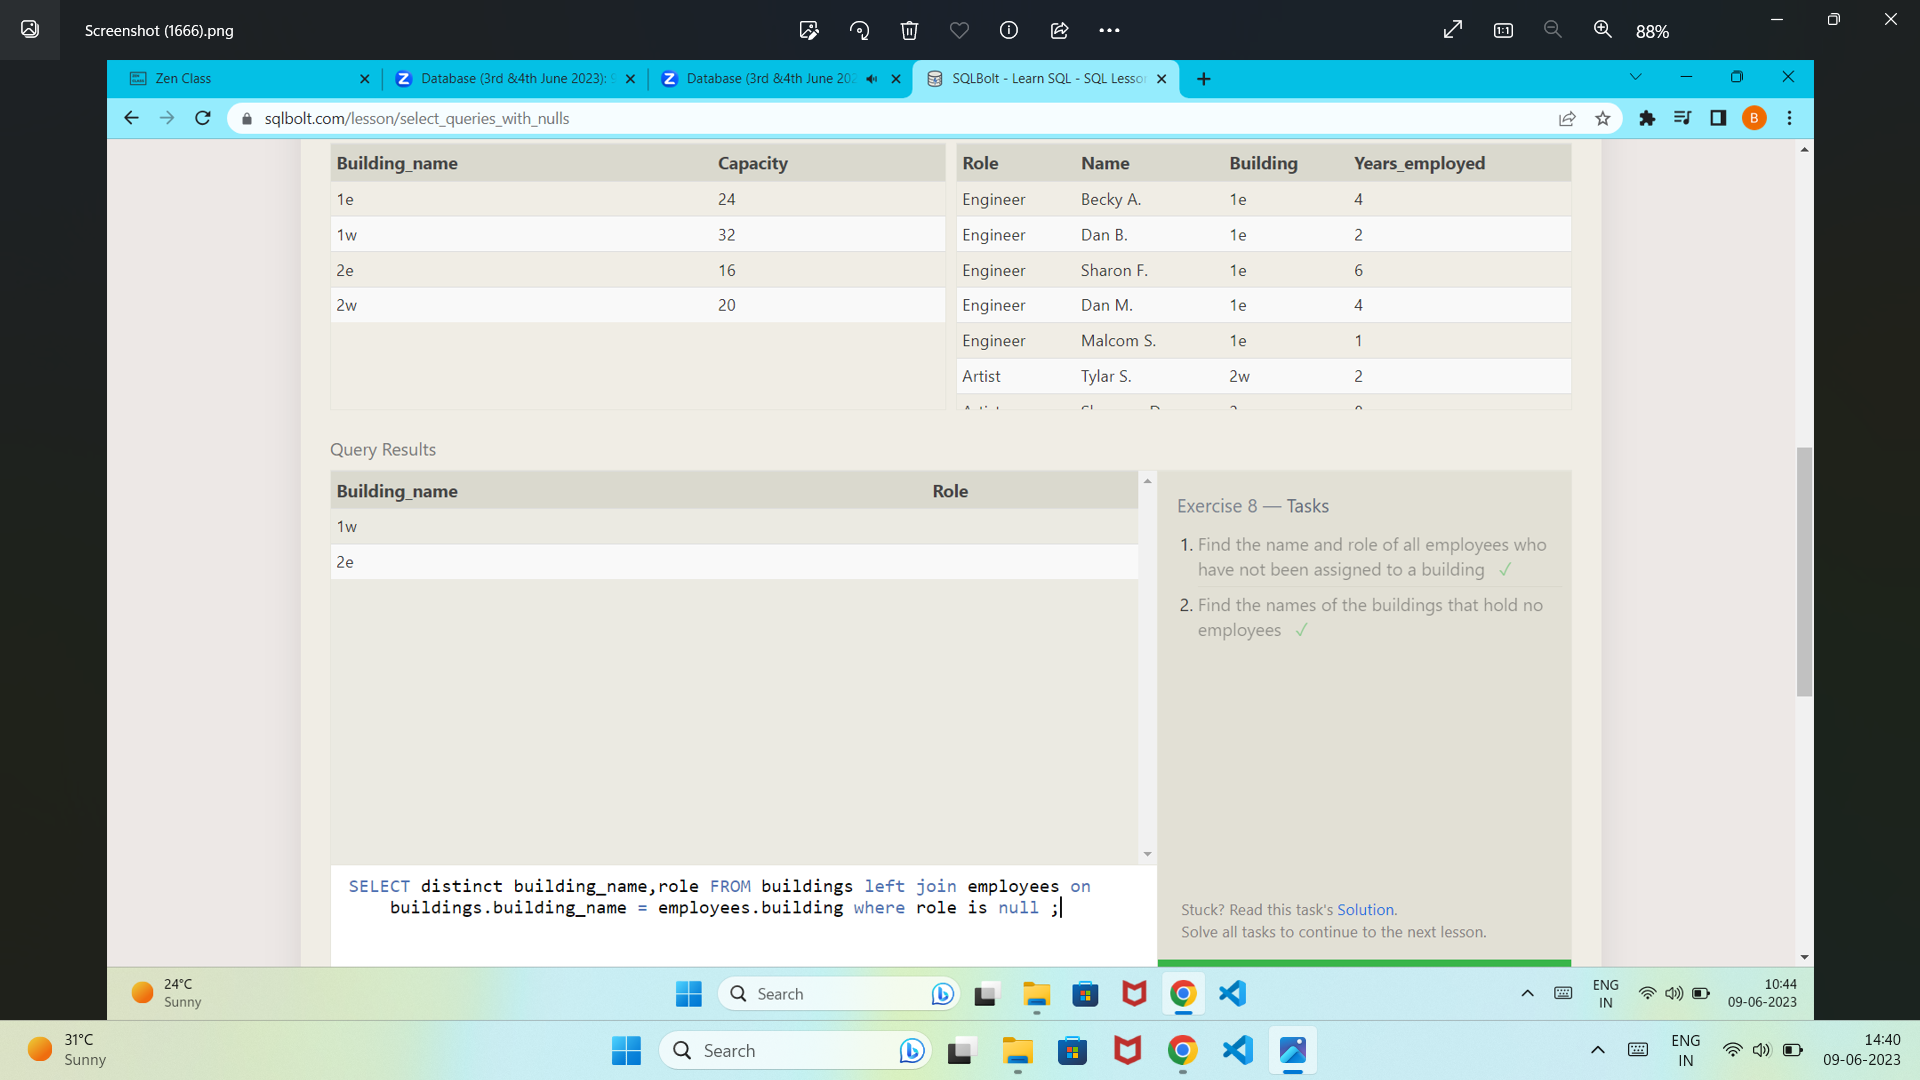 Screenshot (1666).png
88%
Zen Class
Database (3rd &4th June 2023): S
Database (3rd &4th June 202
SQLBolt - Learn SQL - SQL Lesson
sqlbolt.com/lesson/select_queries_with_nulls
B
Building_name Capacity
1e 24
1w 32
2e 16
2w 20
Role Name Building Years_employed
Engineer Becky A. 1e 4
Engineer Dan B. 1e 2
Engineer Sharon F. 1e 6
Engineer Dan M. 1e 4
Engineer Malcom S. 1e 1
Artist Tylar S. 2w 2
Query Results
Building_name Role
1w
2e
Exercise 8 — Tasks
1. Find the name and role of all employees who
have not been assigned to a building ✓
2. Find the names of the buildings that hold no
employees ✓
SELECT distinct building_name,role FROM buildings left join employees on
buildings.building_name = employees.building where role is null ;
Stuck? Read this task's Solution.
Solve all tasks to continue to the next lesson.
24°C
Sunny
Search
ENG
IN
10:44
09-06-2023
31°C
Sunny
Search
ENG
IN
14:40
09-06-2023